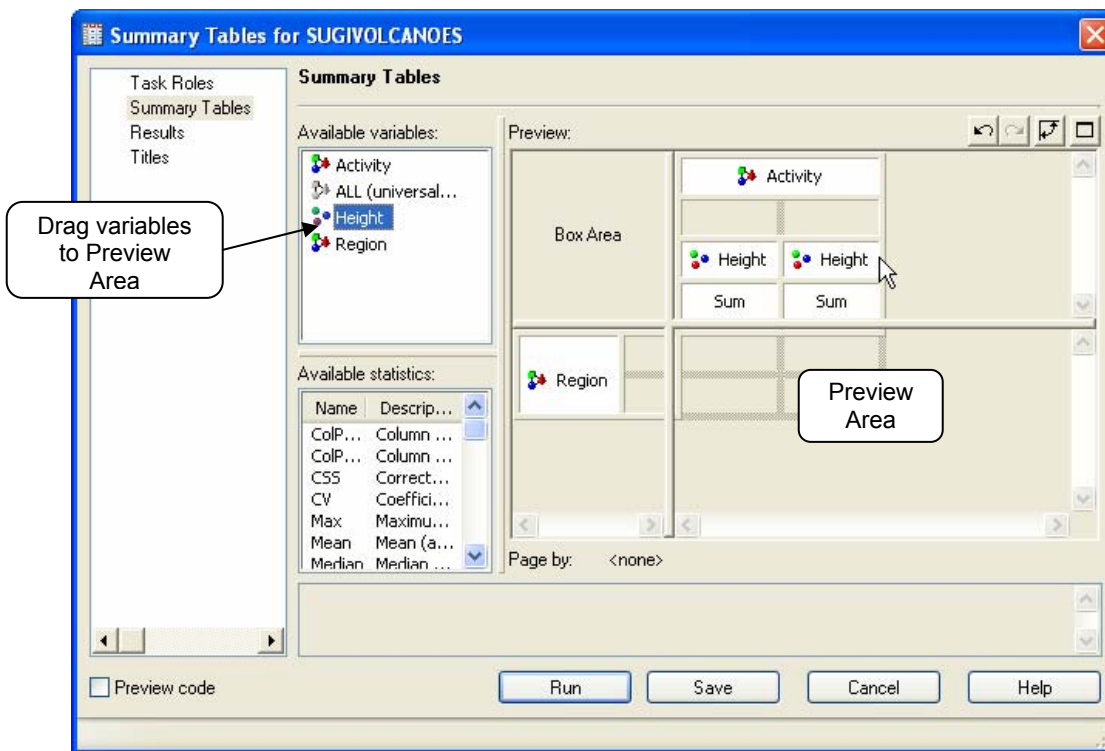 Summary Tables for SUGIVOLCANOES
Task Roles
Summary Tables
Results
Titles
Summary Tables
Available variables:
Activity
ALL (universal...
Height
Region
Drag variables
to Preview
Area
Available statistics:
Name Descrip...
ColP... Column ...
ColP... Column ...
CSS Correct...
CV Coeffici...
Max Maximu...
Mean Mean (a...
Median Median ...
Preview:
Box Area
Activity
Height Height
Sum Sum
Region
Preview
Area
Page by: <none>
Preview code
Run Save Cancel Help